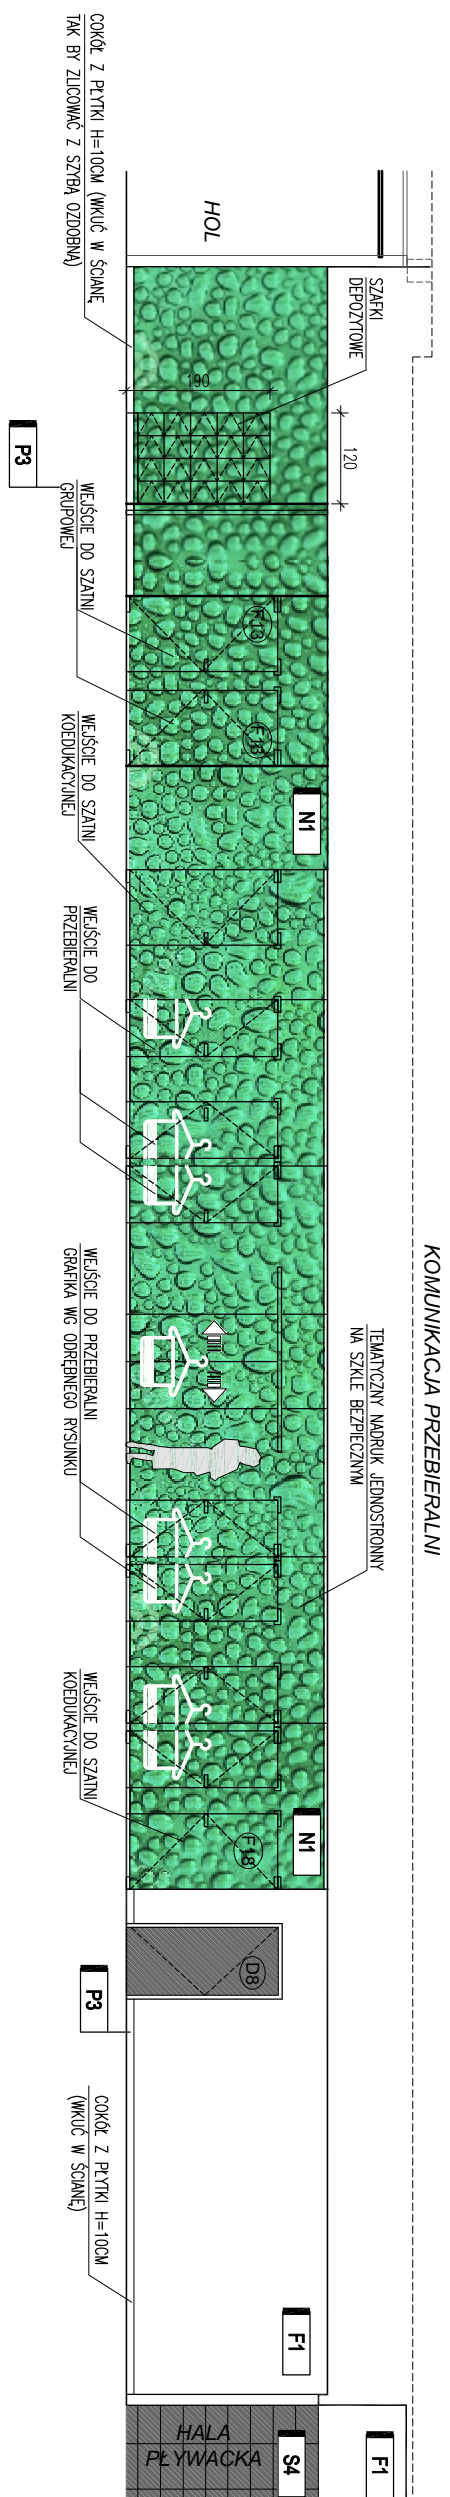 KOMUNIKACJA PRZEBIERALNI
HOL
SZAFKI
DEPOZYTOWE
120
190
COKÓŁ Z PŁYTKI H=10CM (WKUĆ W ŚCIANĘ
TAK BY ZLICOWAĆ Z SZYBĄ OZDOBNĄ)
P3
WEJŚCIE DO SZATNI
GRUPOWEJ
F13
F13
N1
WEJŚCIE DO SZATNI
KOEDUKACYJNEJ
WEJŚCIE DO
PRZEBIERALNI
TEMATYCZNY NADRUK JEDNOSTRONNY
NA SZKLE BEZPIECZNYM
WEJŚCIE DO PRZEBIERALNI
GRAFIKA WG ODRĘBNEGO RYSUNKU
WEJŚCIE DO SZATNI
KOEDUKACYJNEJ
F18
N1
D8
P3
COKÓŁ Z PŁYTKI H=10CM
(WKUĆ W ŚCIANĘ)
F1
F1
S4
HALA
PŁYWACKA